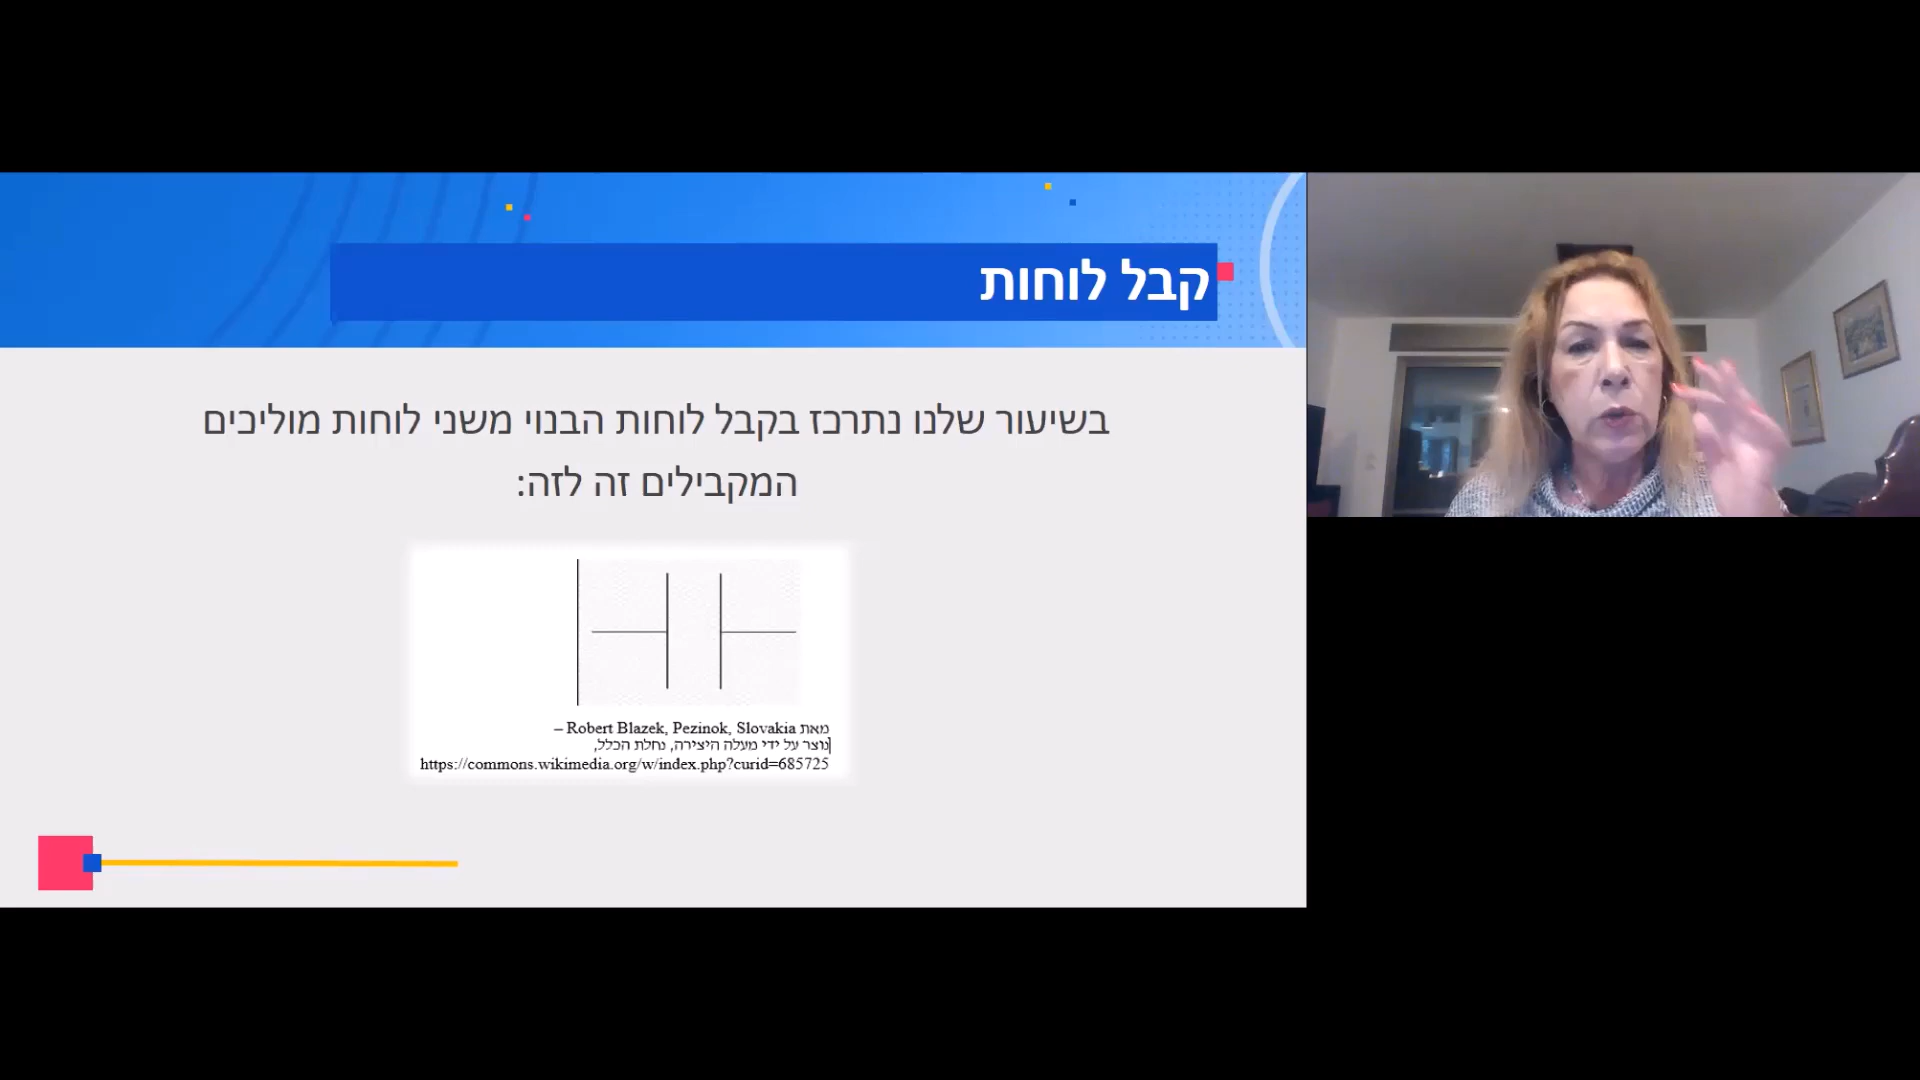 קבל לוחות
בשיעור שלנו נתרכז בקבל לוחות הבנוי משני לוחות מוליכים
המקבילים זה לזה:
מאת Robert Blazek, Pezinok, Slovakia –
נוצר על ידי מעלה היצירה, נחלת הכלל,
https://commons.wikimedia.org/w/index.php?curid=685725